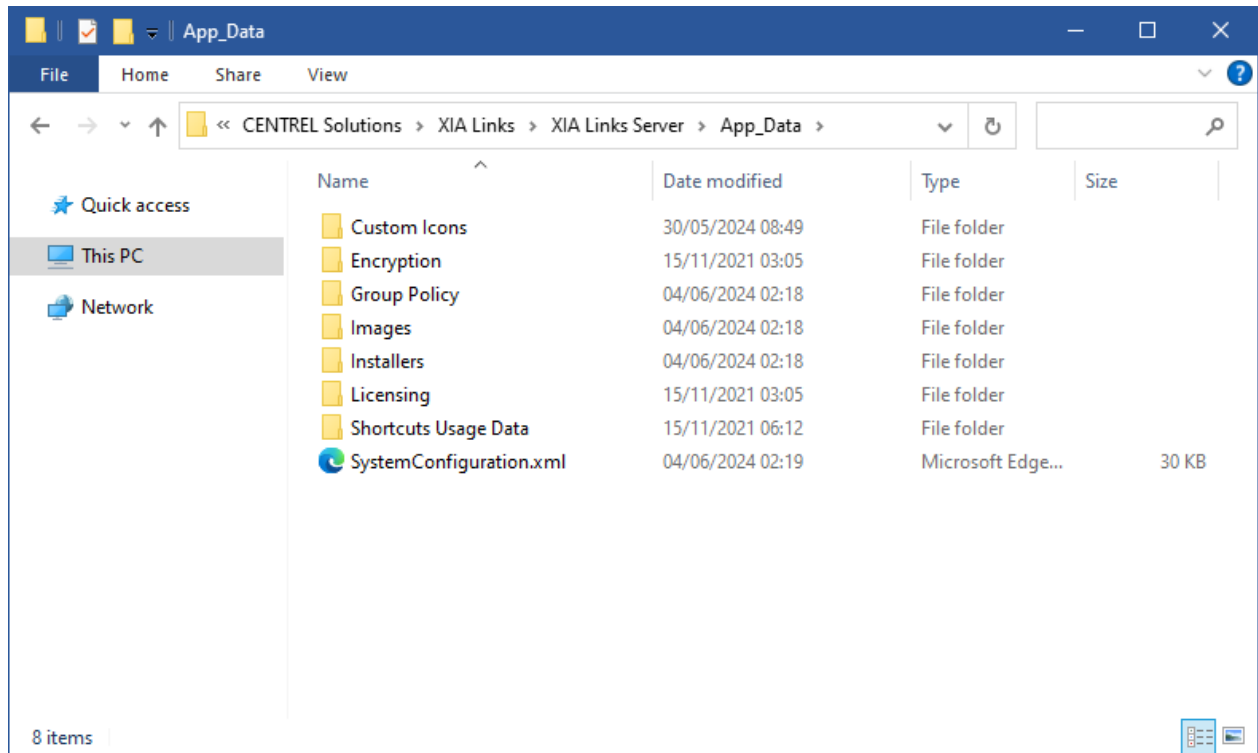 App_Data
File Home Share View
« CENTREL Solutions > XIA Links > XIA Links Server > App_Data >
Name Date modified Type Size
Quick access
This PC
Network
Custom Icons 30/05/2024 08:49 File folder
Encryption 15/11/2021 03:05 File folder
Group Policy 04/06/2024 02:18 File folder
Images 04/06/2024 02:18 File folder
Installers 04/06/2024 02:18 File folder
Licensing 15/11/2021 03:05 File folder
Shortcuts Usage Data 15/11/2021 06:12 File folder
SystemConfiguration.xml 04/06/2024 02:19 Microsoft Edge... 30 KB
8 items